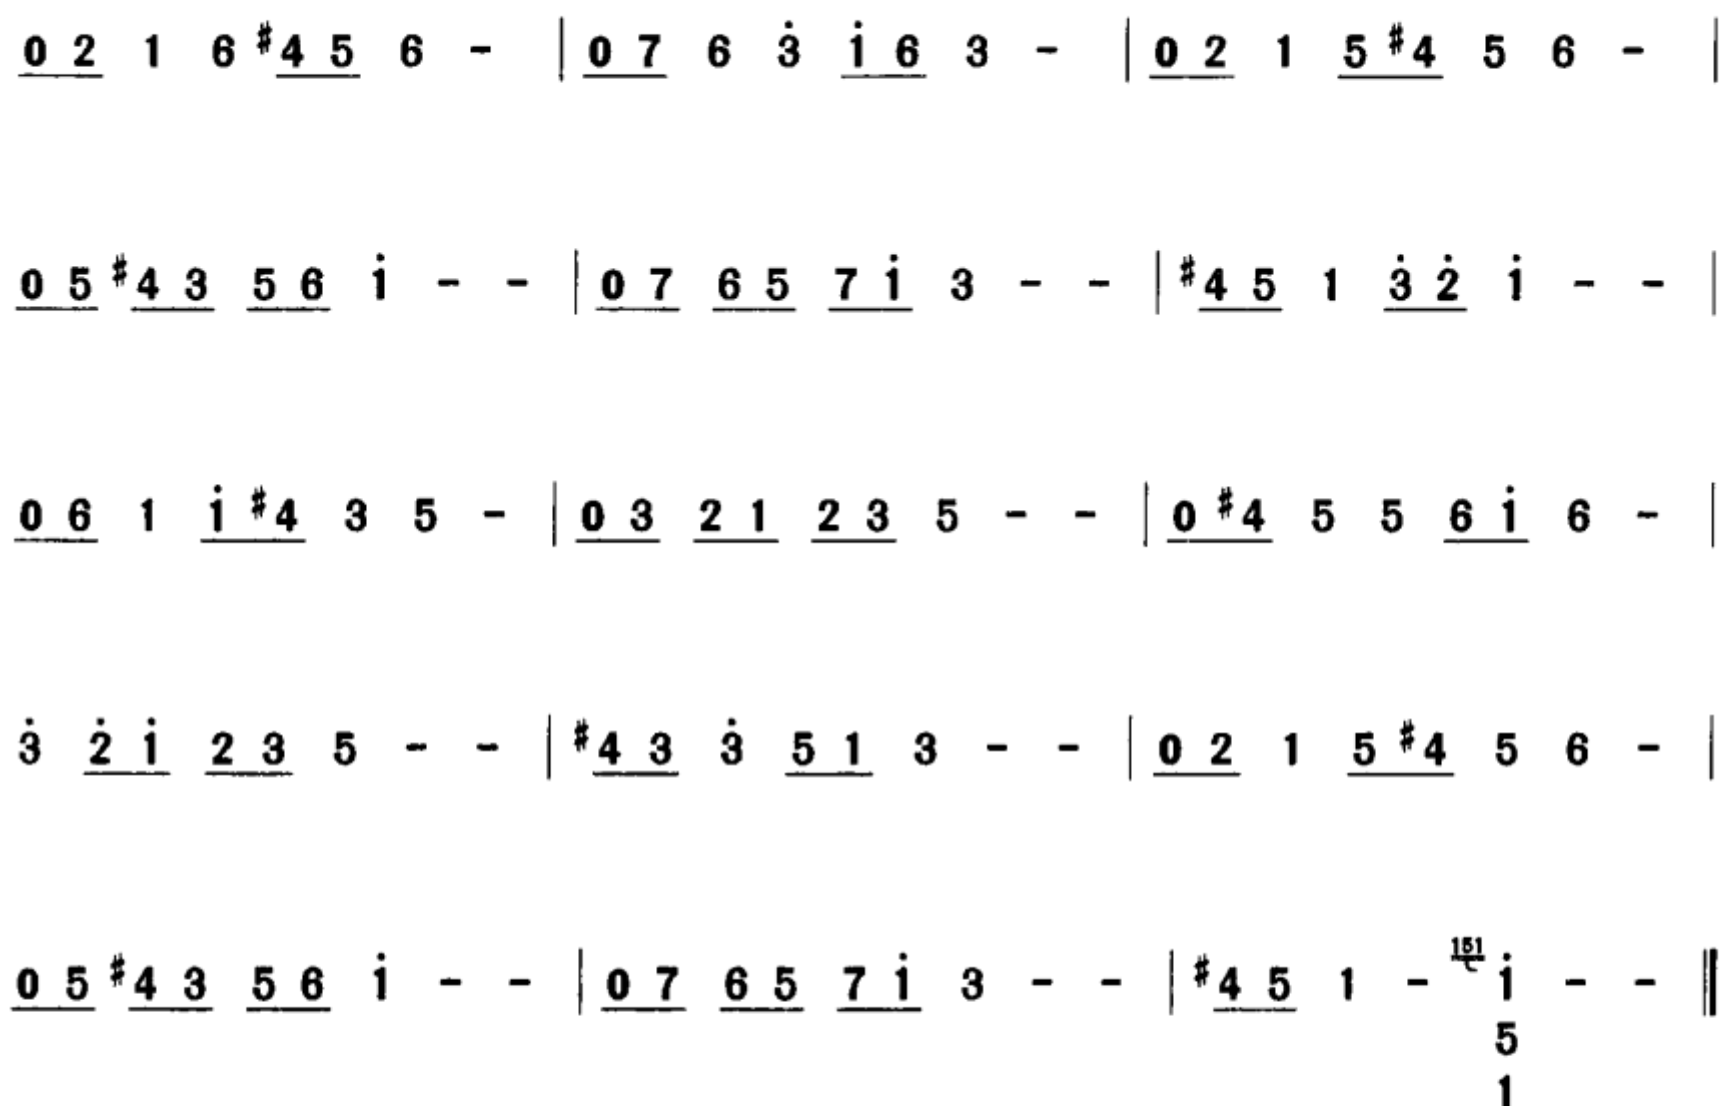 0 2 1 6 #4 5 6 - | 0 7 6 3̇ 1̇ 6 3 - | 0 2 1 5 #4 5 6 - |
0 5 #4 3 5 6 1̇ - - | 0 7 6 5 7 1̇ 3 - - | #4 5 1 3̇ 2̇ 1̇ - - |
0 6 1 1̇ #4 3 5 - | 0 3 2 1 2 3 5 - - | 0 #4 5 5 6 1̇ 6 - |
3̇ 2̇ 1̇ 2 3 5 - - | #4 3 3̇ 5 1 3 - - | 0 2 1 5 #4 5 6 - |
0 5 #4 3 5 6 1̇ - - | 0 7 6 5 7 1̇ 3 - - | #4 5 1 - 151 1̇ - - ‖
5
1